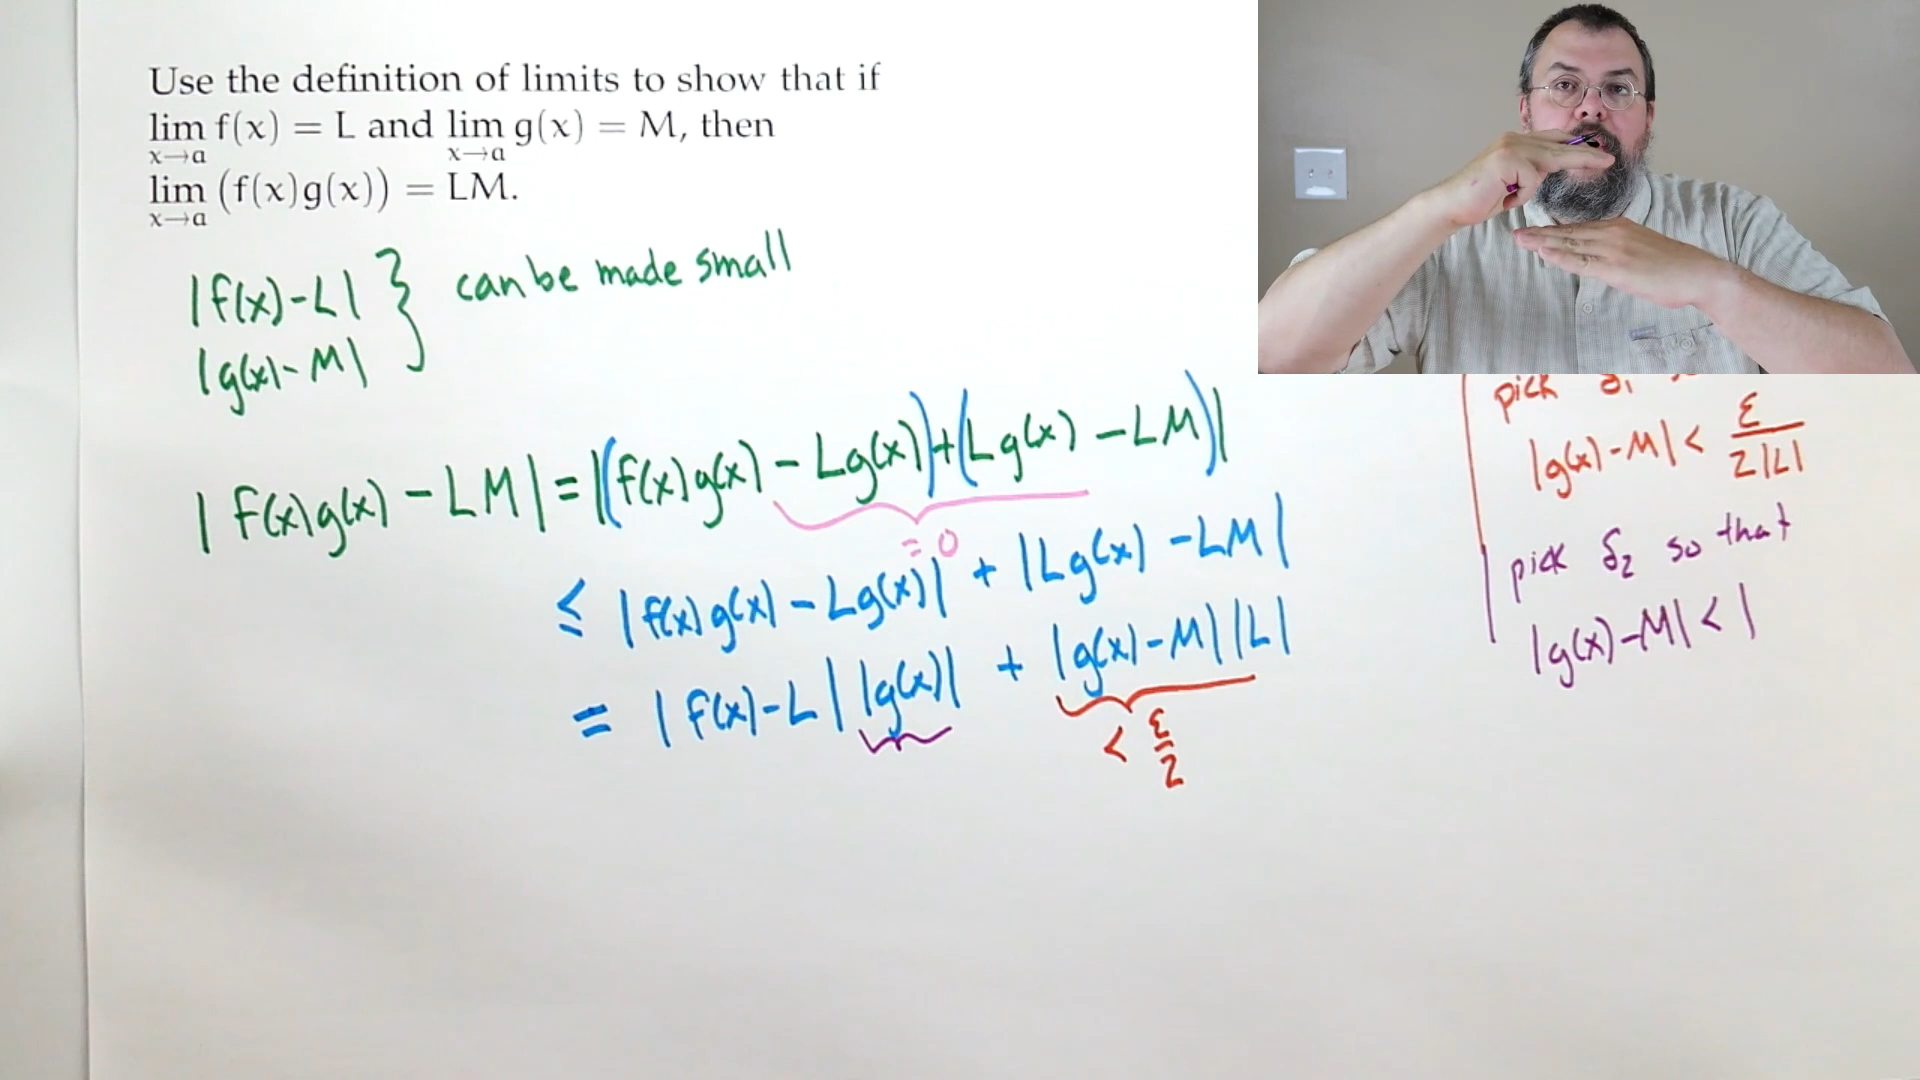 Use the definition of limits to show that if
lim f(x) = L and lim g(x) = M, then
x→a x→a
lim (f(x)g(x)) = LM.
x→a
|f(x)-L| } can be made small
|g(x)-M|
|f(x)g(x) - LM| = |(f(x)g(x) - Lg(x)) + (Lg(x) - LM)|
= 0
≤ |f(x)g(x) - Lg(x)| + |Lg(x) - LM|
= |f(x)-L||g(x)| + |g(x)-M||L|
< ε/2
pick δ₁
|g(x)-M| < ε/2|L|
pick δ₂ so that
|g(x)-M| < 1